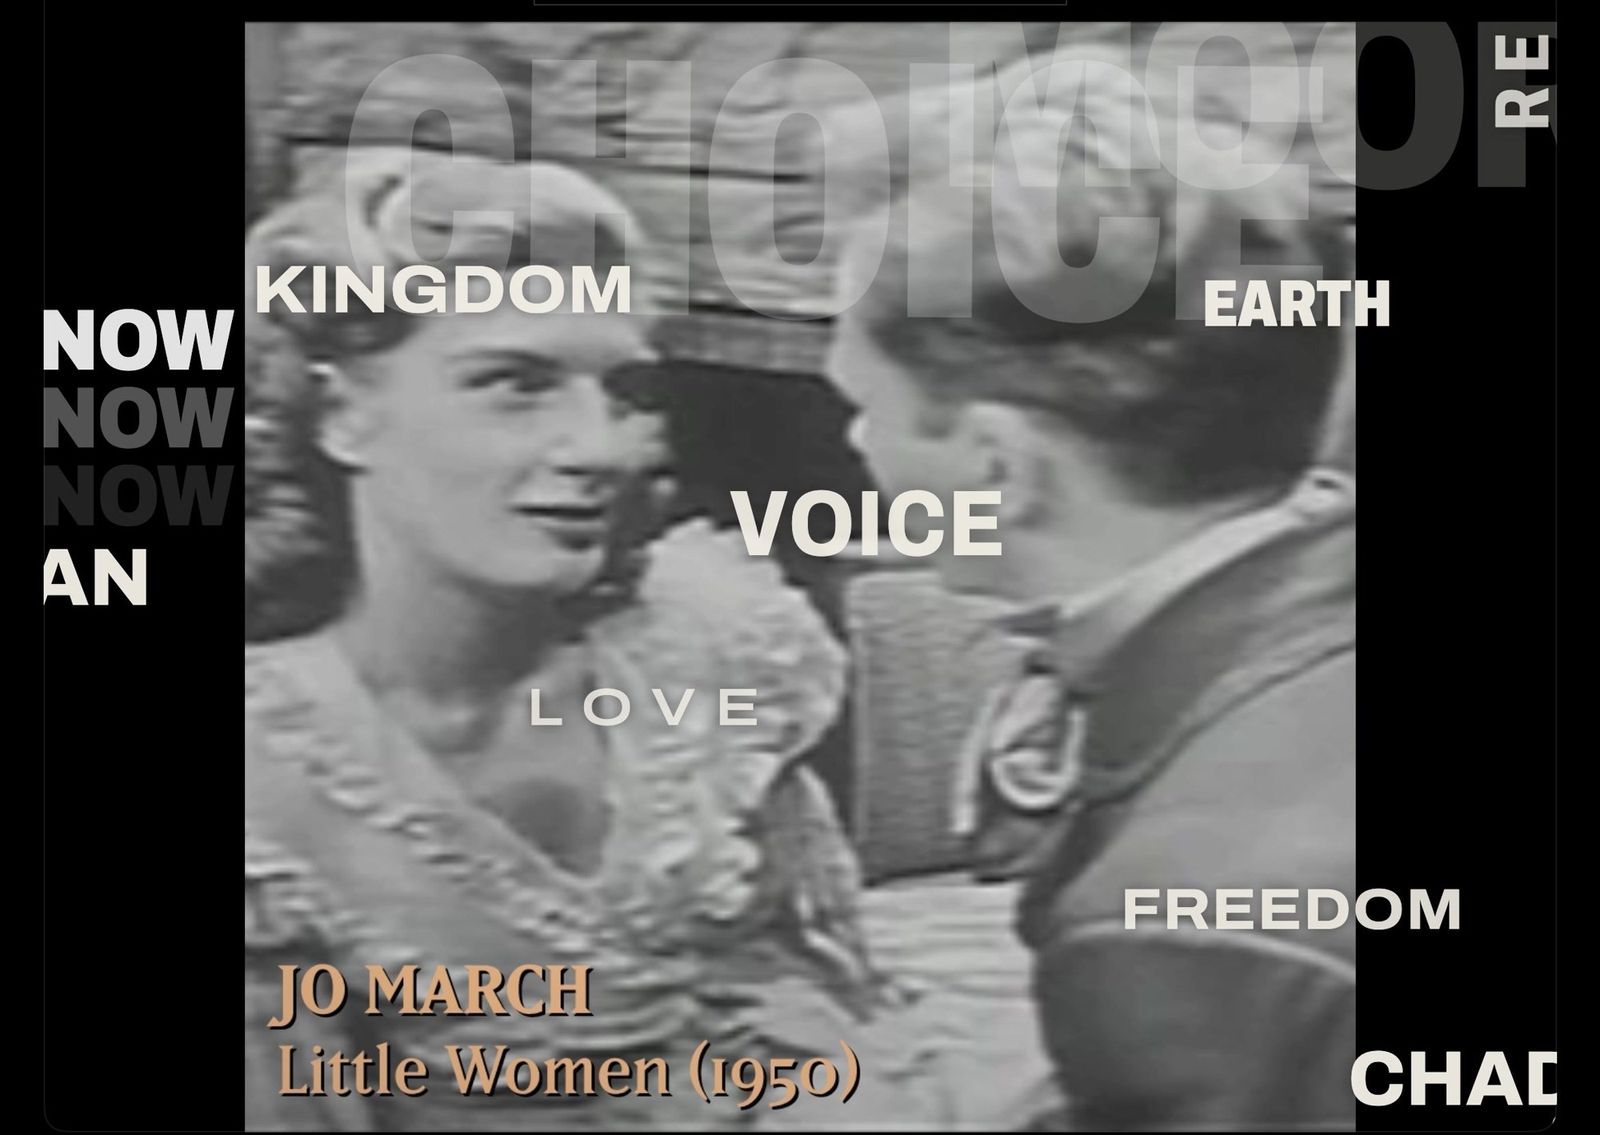 CHOICE
RE
KINGDOM
EARTH
NOW
NOW
NOW
VOICE
AN
LOVE
FREEDOM
JO MARCH
Little Women (1950)
CHAD